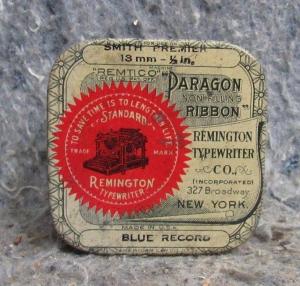 SMITH PREMIER
13 mm - ½ in.
"REMTICO"
"PARAGON
NON-FILLING
RIBBON"
TO SAVE TIME IS TO LENGTHEN LIFE
STANDARD
TRADE MARK
REMINGTON
TYPEWRITER
REMINGTON
TYPEWRITER
CO.,
(INCORPORATED)
327 Broadway,
NEW YORK.
MADE IN U.S.A.
BLUE RECORD